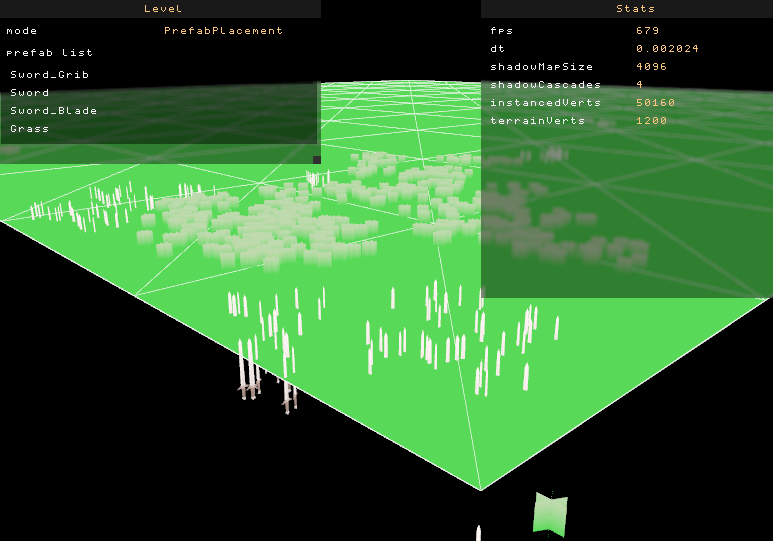 Level
mode PrefabPlacement
prefab list
Sword_Grib
Sword
Sword_Blade
Grass
Stats
fps 679
dt 0.002024
shadowMapSize 4096
shadowCascades 4
instancedVerts 50160
terrainVerts 1200